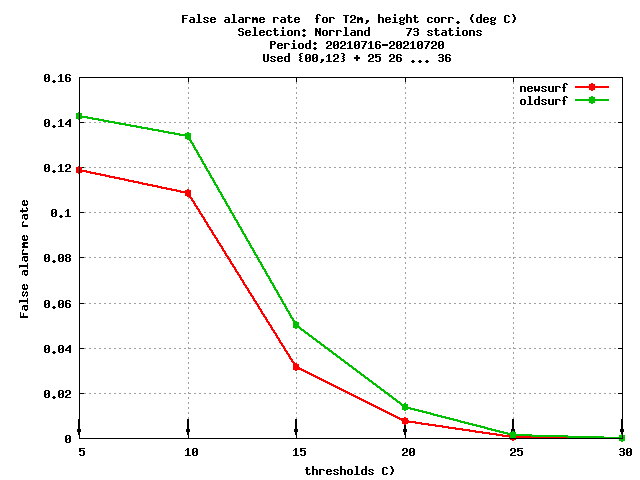 False alarme rate  for T2m, height corr. (deg C)
Selection: Norrland     73 stations
Period: 20210716-20210720
Used {00,12} + 25 26 ... 36
newsurf
oldsurf
False alarme rate
0.16
0.14
0.12
0.1
0.08
0.06
0.04
0.02
0
5 10 15 20 25 30
thresholds C)